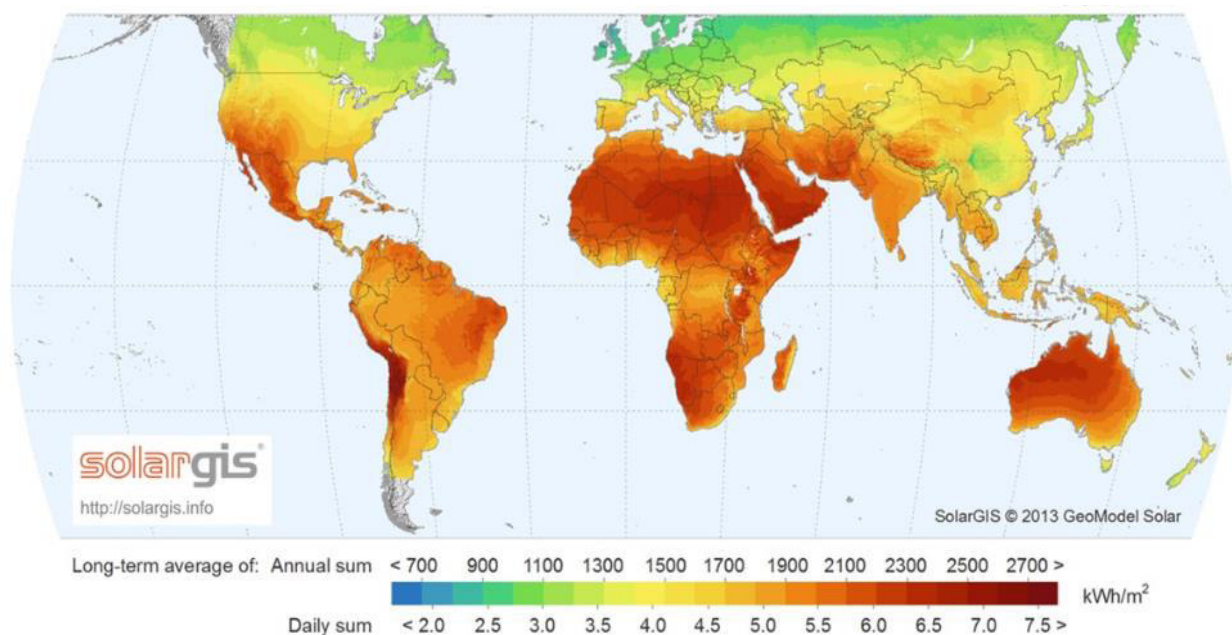 solargis®
http://solargis.info
SolarGIS © 2013 GeoModel Solar
Long-term average of: Annual sum < 700 900 1100 1300 1500 1700 1900 2100 2300 2500 2700 >
kWh/m²
Daily sum < 2.0 2.5 3.0 3.5 4.0 4.5 5.0 5.5 6.0 6.5 7.0 7.5 >